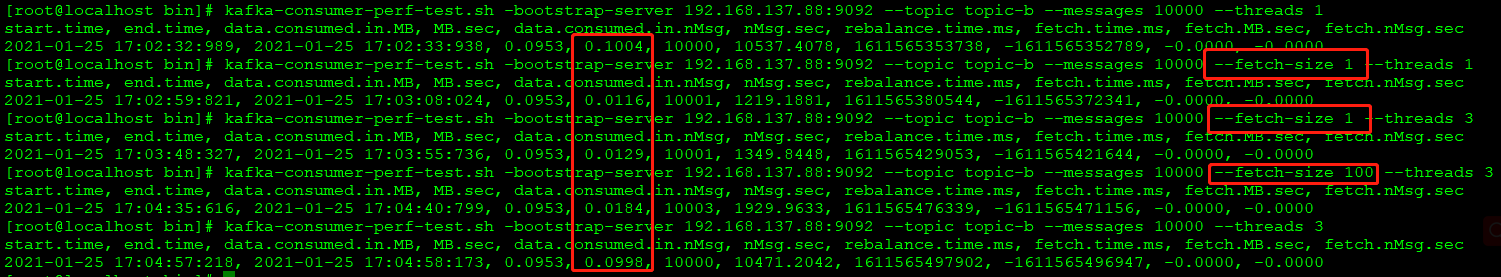 [root@localhost bin]# kafka-consumer-perf-test.sh -bootstrap-server 192.168.137.88:9092 --topic topic-b --messages 10000 --threads 1
start.time, end.time, data.consumed.in.MB, MB.sec, data.consumed.in.nMsg, nMsg.sec, rebalance.time.ms, fetch.time.ms, fetch.MB.sec, fetch.nMsg.sec
2021-01-25 17:02:32:989, 2021-01-25 17:02:33:938, 0.0953, 0.1004, 10000, 10537.4078, 1611565353738, -1611565352789, -0.0000, -0.0000
[root@localhost bin]# kafka-consumer-perf-test.sh -bootstrap-server 192.168.137.88:9092 --topic topic-b --messages 10000 --fetch-size 1 --threads 1
start.time, end.time, data.consumed.in.MB, MB.sec, data.consumed.in.nMsg, nMsg.sec, rebalance.time.ms, fetch.time.ms, fetch.MB.sec, fetch.nMsg.sec
2021-01-25 17:02:59:821, 2021-01-25 17:03:08:024, 0.0953, 0.0116, 10001, 1219.1881, 1611565380544, -1611565372341, -0.0000, -0.0000
[root@localhost bin]# kafka-consumer-perf-test.sh -bootstrap-server 192.168.137.88:9092 --topic topic-b --messages 10000 --fetch-size 1 --threads 3
start.time, end.time, data.consumed.in.MB, MB.sec, data.consumed.in.nMsg, nMsg.sec, rebalance.time.ms, fetch.time.ms, fetch.MB.sec, fetch.nMsg.sec
2021-01-25 17:03:48:327, 2021-01-25 17:03:55:736, 0.0953, 0.0129, 10001, 1349.8448, 1611565429053, -1611565421644, -0.0000, -0.0000
[root@localhost bin]# kafka-consumer-perf-test.sh -bootstrap-server 192.168.137.88:9092 --topic topic-b --messages 10000 --fetch-size 100 --threads 3
start.time, end.time, data.consumed.in.MB, MB.sec, data.consumed.in.nMsg, nMsg.sec, rebalance.time.ms, fetch.time.ms, fetch.MB.sec, fetch.nMsg.sec
2021-01-25 17:04:35:616, 2021-01-25 17:04:40:799, 0.0953, 0.0184, 10003, 1929.9633, 1611565476339, -1611565471156, -0.0000, -0.0000
[root@localhost bin]# kafka-consumer-perf-test.sh -bootstrap-server 192.168.137.88:9092 --topic topic-b --messages 10000 --threads 3
start.time, end.time, data.consumed.in.MB, MB.sec, data.consumed.in.nMsg, nMsg.sec, rebalance.time.ms, fetch.time.ms, fetch.MB.sec, fetch.nMsg.sec
2021-01-25 17:04:57:218, 2021-01-25 17:04:58:173, 0.0953, 0.0998, 10000, 10471.2042, 1611565497902, -1611565496947, -0.0000, -0.0000